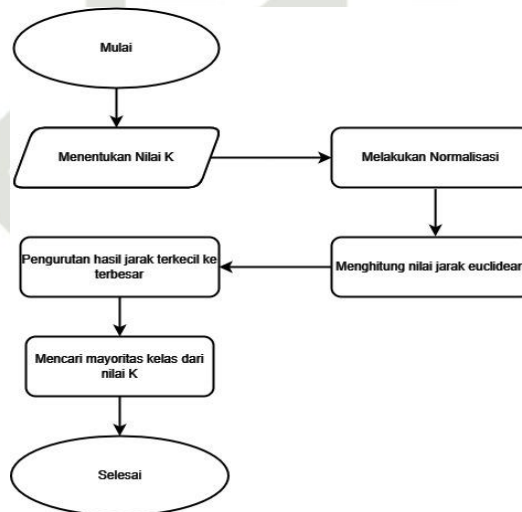 Mulai
Menentukan Nilai K
Melakukan Normalisasi
Menghitung nilai jarak euclidean
Pengurutan hasil jarak terkecil ke
terbesar
Mencari mayoritas kelas dari
nilai K
Selesai